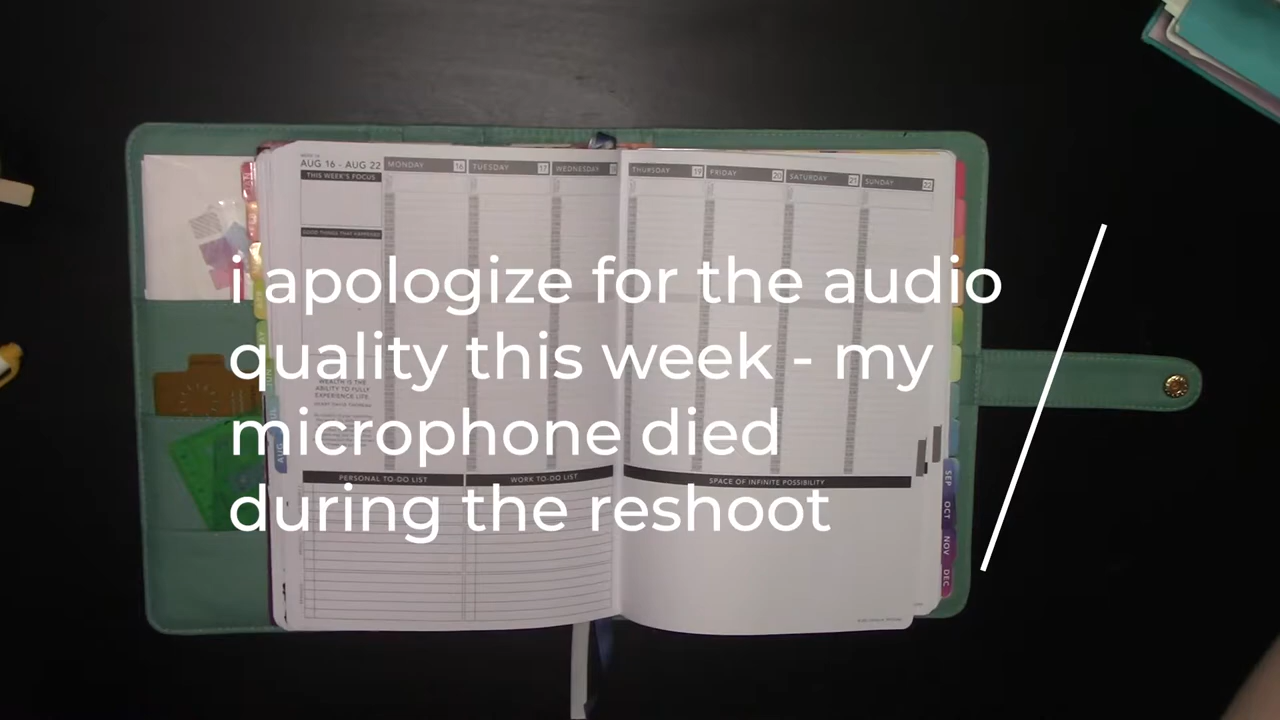 AUG 16 - AUG 22
THIS WEEK'S FOCUS
GOOD THINGS THAT HAPPENED
MONDAY 16
TUESDAY 17
WEDNESDAY
THURSDAY 19
FRIDAY 20
SATURDAY 21
SUNDAY 22
i apologize for the audio
quality this week - my
microphone died
during the reshoot
WEALTH IS THE
ABILITY TO FULLY
EXPERIENCE LIFE.
PERSONAL TO-DO LIST
WORK TO-DO LIST
SPACE OF INFINITE POSSIBILITY
AUG
SEP
OCT
NOV
DEC